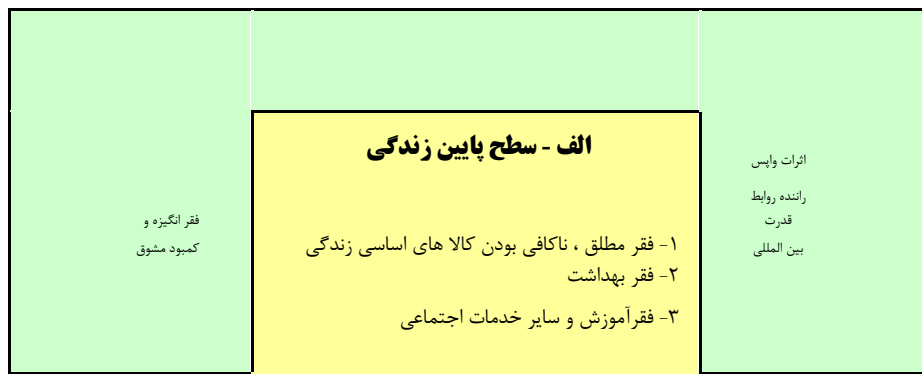 الف - سطح پایین زندگی
اثرات واپس
راننده روابط
قدرت
بین المللی
۱- فقر مطلق ، ناکافی بودن کالا های اساسی زندگی
۲- فقر بهداشت
۳- فقرآموزش و سایر خدمات اجتماعی
فقر انگیزه و
کمبود مشوق